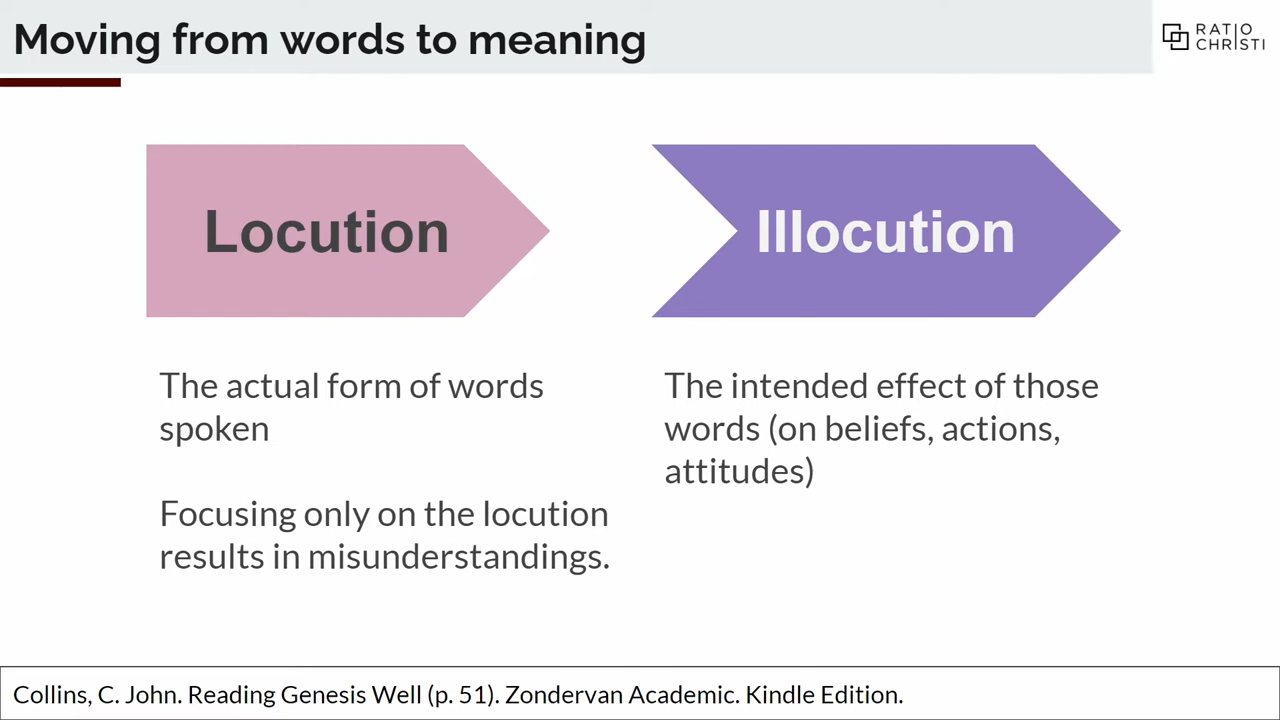 Moving from words to meaning
RATIO
CHRISTI
Locution
Illocution
The actual form of words
spoken
Focusing only on the locution
results in misunderstandings.
The intended effect of those
words (on beliefs, actions,
attitudes)
Collins, C. John. Reading Genesis Well (p. 51). Zondervan Academic. Kindle Edition.